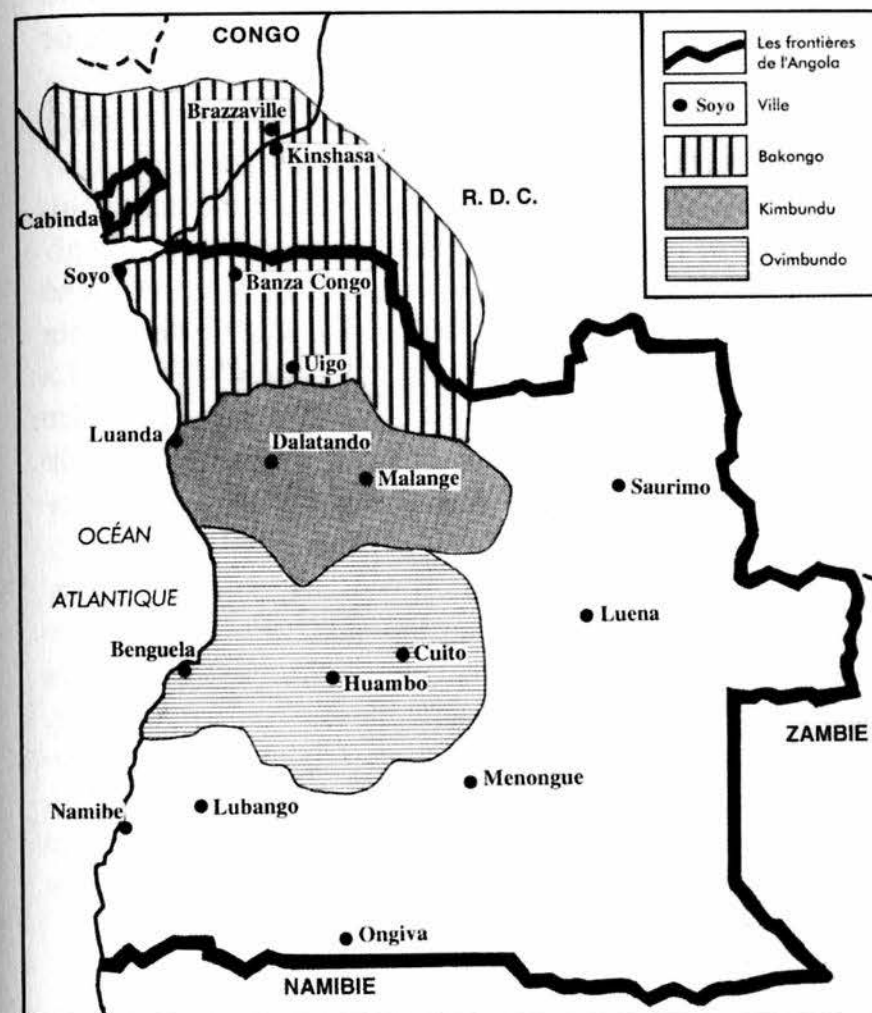 CONGO
Les frontières
de l'Angola
Soyo Ville
Bakongo
Kimbundu
Ovimbundo
Brazzaville
Kinshasa
R. D. C.
Cabinda
Soyo
Banza Congo
Uigo
Luanda
Dalatando
Malange
Saurimo
OCÉAN
ATLANTIQUE
Luena
Benguela
Cuito
Huambo
ZAMBIE
Menongue
Namibe
Lubango
Ongiva
NAMIBIE